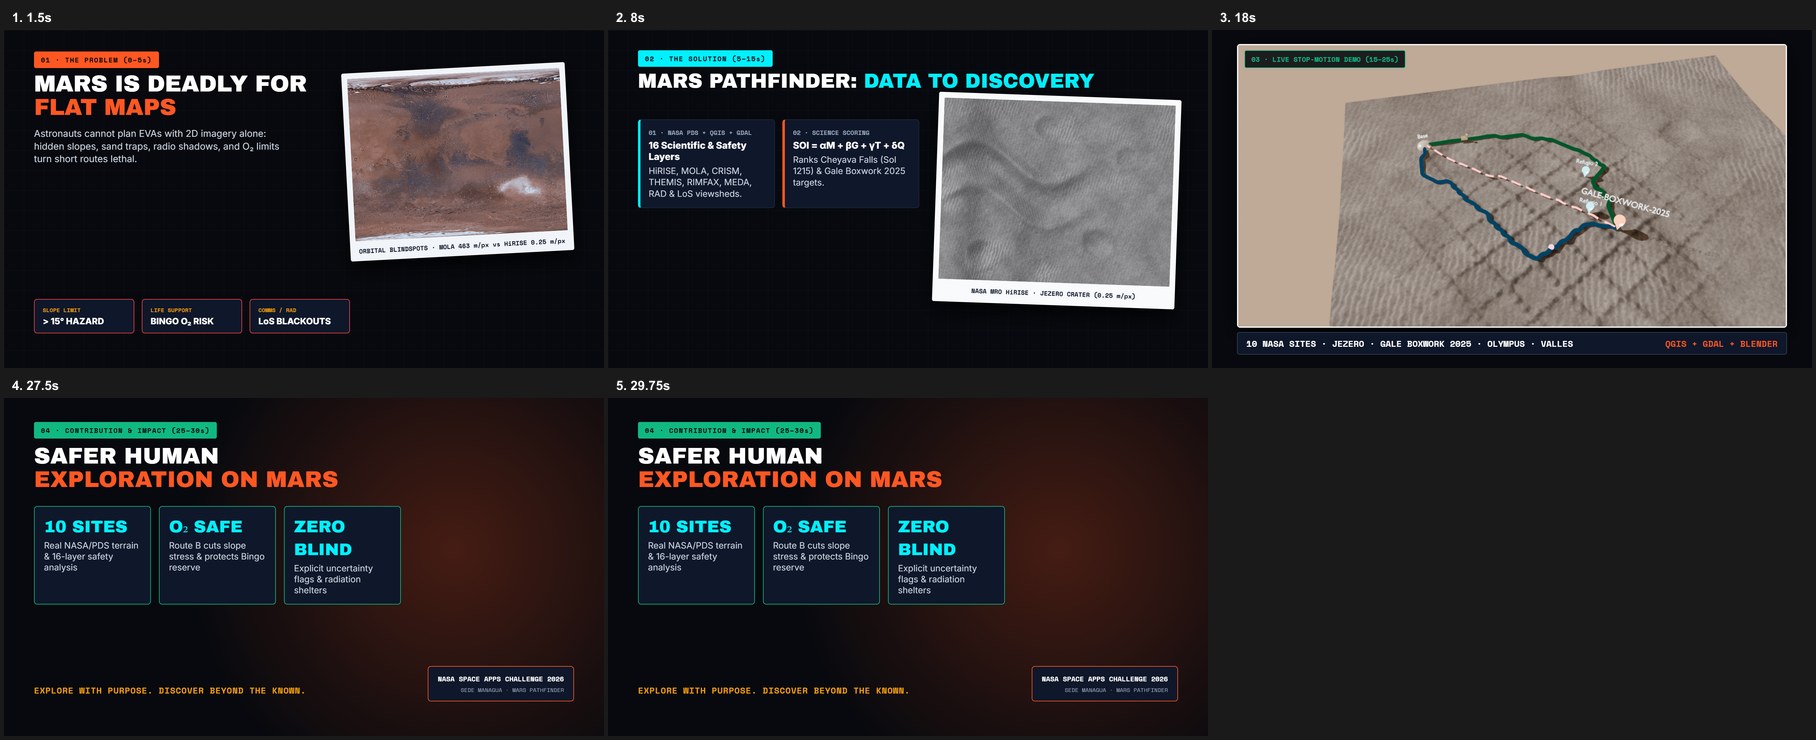 1. 1.5s
01 · THE PROBLEM (0–5s)
MARS IS DEADLY FOR
FLAT MAPS
Astronauts cannot plan EVAs with 2D imagery alone:
hidden slopes, sand traps, radio shadows, and O₂ limits
turn short routes lethal.
ORBITAL BLINDSPOTS · MOLA 463 m/px vs HiRISE 0.25 m/px
SLOPE LIMIT
> 15° HAZARD
LIFE SUPPORT
BINGO O₂ RISK
COMMS / RAD
LoS BLACKOUTS
2. 8s
02 · THE SOLUTION (5–15s)
MARS PATHFINDER: DATA TO DISCOVERY
01 · NASA PDS + QGIS + GDAL
16 Scientific & Safety
Layers
HiRISE, MOLA, CRISM,
THEMIS, RIMFAX, MEDA,
RAD & LoS viewsheds.
02 · SCIENCE SCORING
SOI = αM + βG + γT + δQ
Ranks Cheyava Falls (Sol
1215) & Gale Boxwork 2025
targets.
NASA MRO HiRISE · JEZERO CRATER (0.25 m/px)
3. 18s
03 · LIVE STOP-MOTION DEMO (15–25s)
GALE-BOXWORK-2025
10 NASA SITES · JEZERO · GALE BOXWORK 2025 · OLYMPUS · VALLES
QGIS + GDAL + BLENDER
4. 27.5s
04 · CONTRIBUTION & IMPACT (25–30s)
SAFER HUMAN
EXPLORATION ON MARS
10 SITES
Real NASA/PDS terrain
& 16-layer safety
analysis
O₂ SAFE
Route B cuts slope
stress & protects Bingo
reserve
ZERO
BLIND
Explicit uncertainty
flags & radiation
shelters
EXPLORE WITH PURPOSE. DISCOVER BEYOND THE KNOWN.
NASA SPACE APPS CHALLENGE 2026
SEDE MANAGUA · MARS PATHFINDER
5. 29.75s
04 · CONTRIBUTION & IMPACT (25–30s)
SAFER HUMAN
EXPLORATION ON MARS
10 SITES
Real NASA/PDS terrain
& 16-layer safety
analysis
O₂ SAFE
Route B cuts slope
stress & protects Bingo
reserve
ZERO
BLIND
Explicit uncertainty
flags & radiation
shelters
EXPLORE WITH PURPOSE. DISCOVER BEYOND THE KNOWN.
NASA SPACE APPS CHALLENGE 2026
SEDE MANAGUA · MARS PATHFINDER